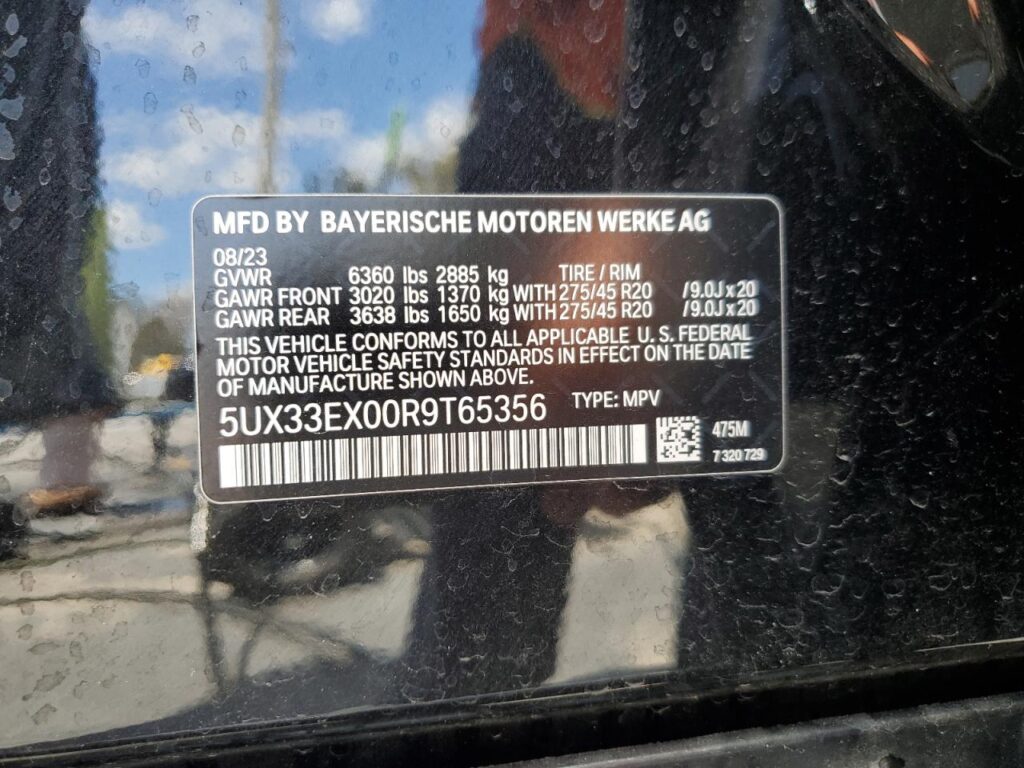 MFD BY BAYERISCHE MOTOREN WERKE AG
08/23
GVWR 6360 lbs 2885 kg TIRE / RIM
GAWR FRONT 3020 lbs 1370 kg WITH 275/45 R20 /9.0J x 20
GAWR REAR 3638 lbs 1650 kg WITH 275/45 R20 /9.0J x 20
THIS VEHICLE CONFORMS TO ALL APPLICABLE U. S. FEDERAL
MOTOR VEHICLE SAFETY STANDARDS IN EFFECT ON THE DATE
OF MANUFACTURE SHOWN ABOVE.
5UX33EX00R9T65356 TYPE: MPV
475M
7 320 729